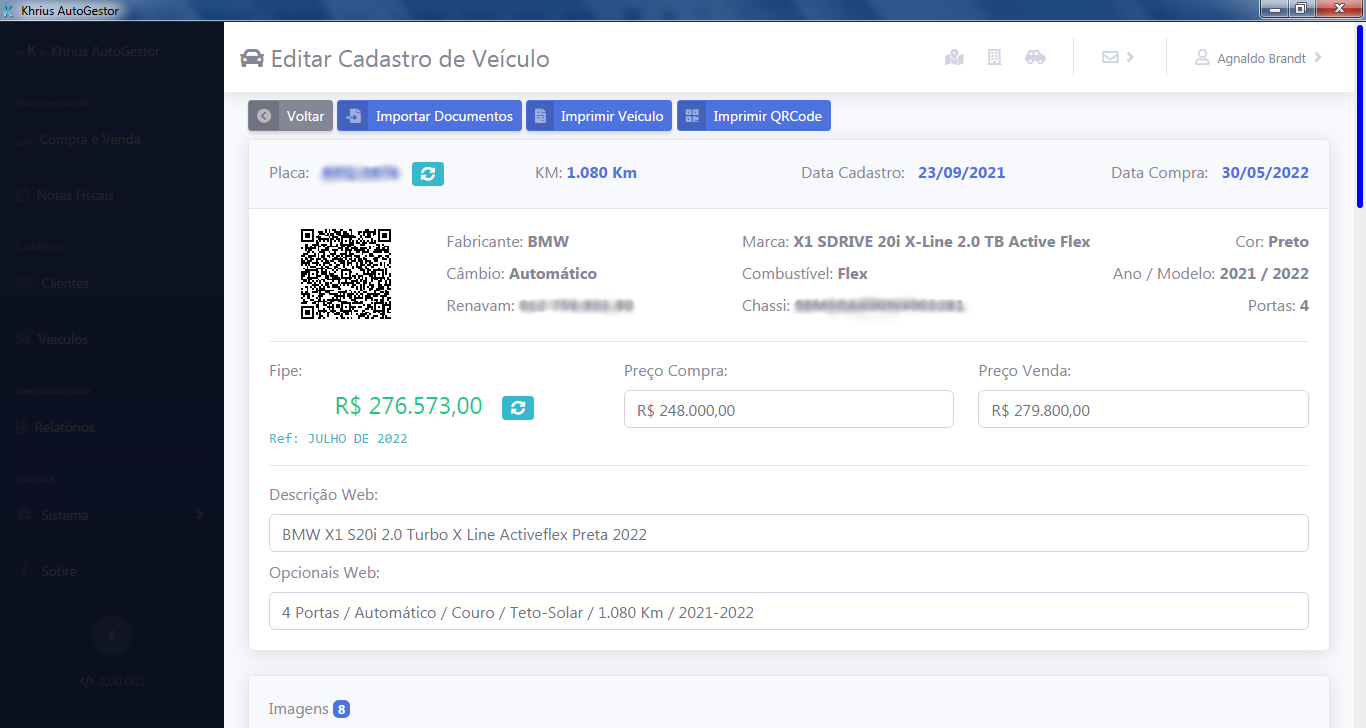 Khrius AutoGestor
K Khrius AutoGestor
Movimentação
Compra e Venda
Notas Fiscais
Cadastros
Clientes
Veículos
Gerenciamento
Relatórios
Sistema
Sistema
Sobre
2.00.001
Editar Cadastro de Veículo
Agnaldo Brandt
Voltar
Importar Documentos
Imprimir Veículo
Imprimir QRCode
Placa:
KM: 1.080 Km
Data Cadastro: 23/09/2021
Data Compra: 30/05/2022
Fabricante: BMW
Marca: X1 SDRIVE 20i X-Line 2.0 TB Active Flex
Cor: Preto
Câmbio: Automático
Combustível: Flex
Ano / Modelo: 2021 / 2022
Renavam:
Chassi:
Portas: 4
Fipe:
Preço Compra:
Preço Venda:
R$ 276.573,00
R$ 248.000,00
R$ 279.800,00
Ref: JULHO DE 2022
Descrição Web:
BMW X1 S20i 2.0 Turbo X Line Activeflex Preta 2022
Opcionais Web:
4 Portas / Automático / Couro / Teto-Solar / 1.080 Km / 2021-2022
Imagens 8